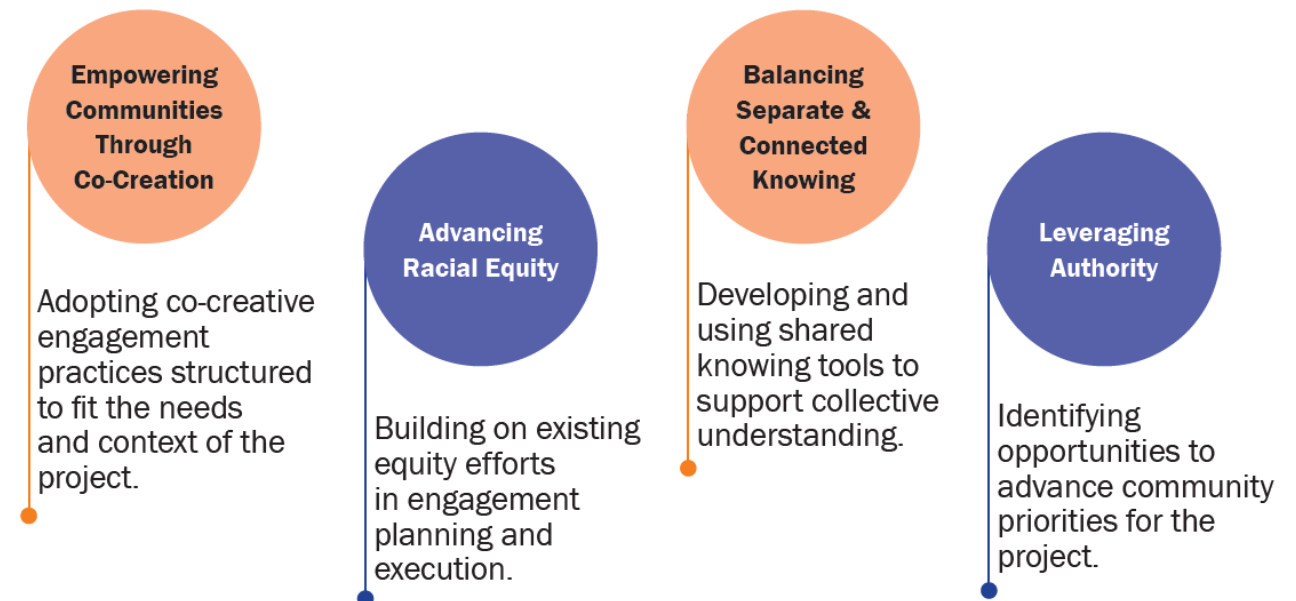 Empowering
Communities
Through
Co-Creation
Adopting co-creative
engagement
practices structured
to fit the needs
and context of the
project.
Advancing
Racial Equity
Building on existing
equity efforts
in engagement
planning and
execution.
Balancing
Separate &
Connected
Knowing
Developing and
using shared
knowing tools to
support collective
understanding.
Leveraging
Authority
Identifying
opportunities to
advance community
priorities for the
project.